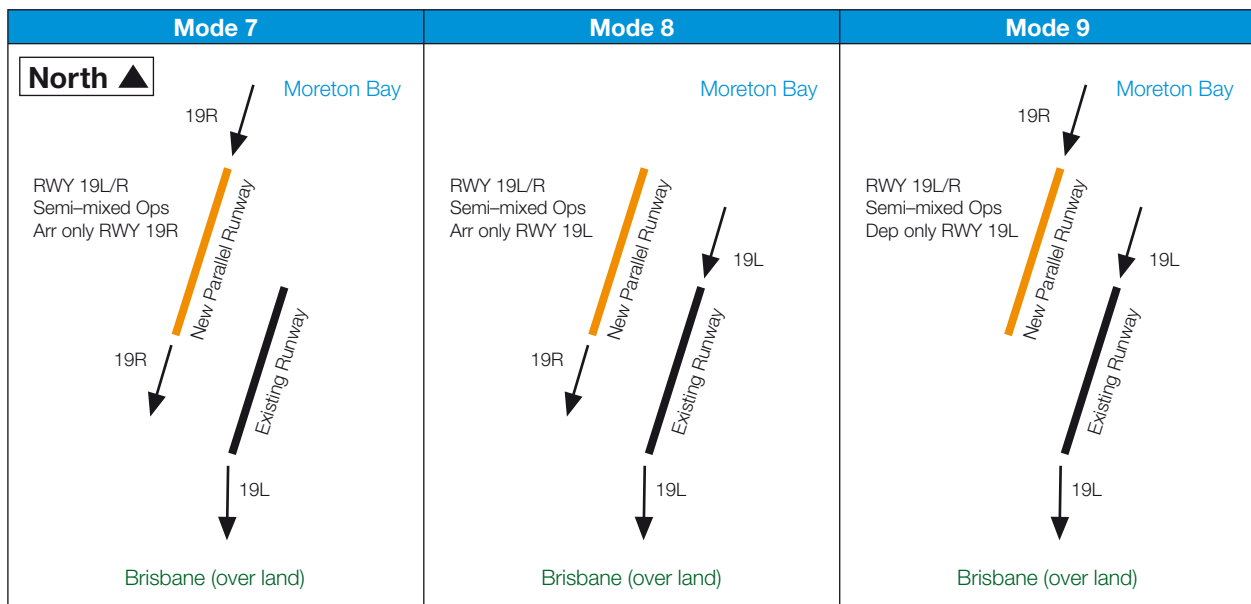 Mode 7
North ▲
Moreton Bay
19R
RWY 19L/R
Semi–mixed Ops
Arr only RWY 19R
New Parallel Runway
19R
Existing Runway
19L
Brisbane (over land)
Mode 8
Moreton Bay
RWY 19L/R
Semi–mixed Ops
Arr only RWY 19L
New Parallel Runway
19L
19R
Existing Runway
19L
Brisbane (over land)
Mode 9
Moreton Bay
19R
RWY 19L/R
Semi–mixed Ops
Dep only RWY 19L
New Parallel Runway
19L
Existing Runway
19L
Brisbane (over land)